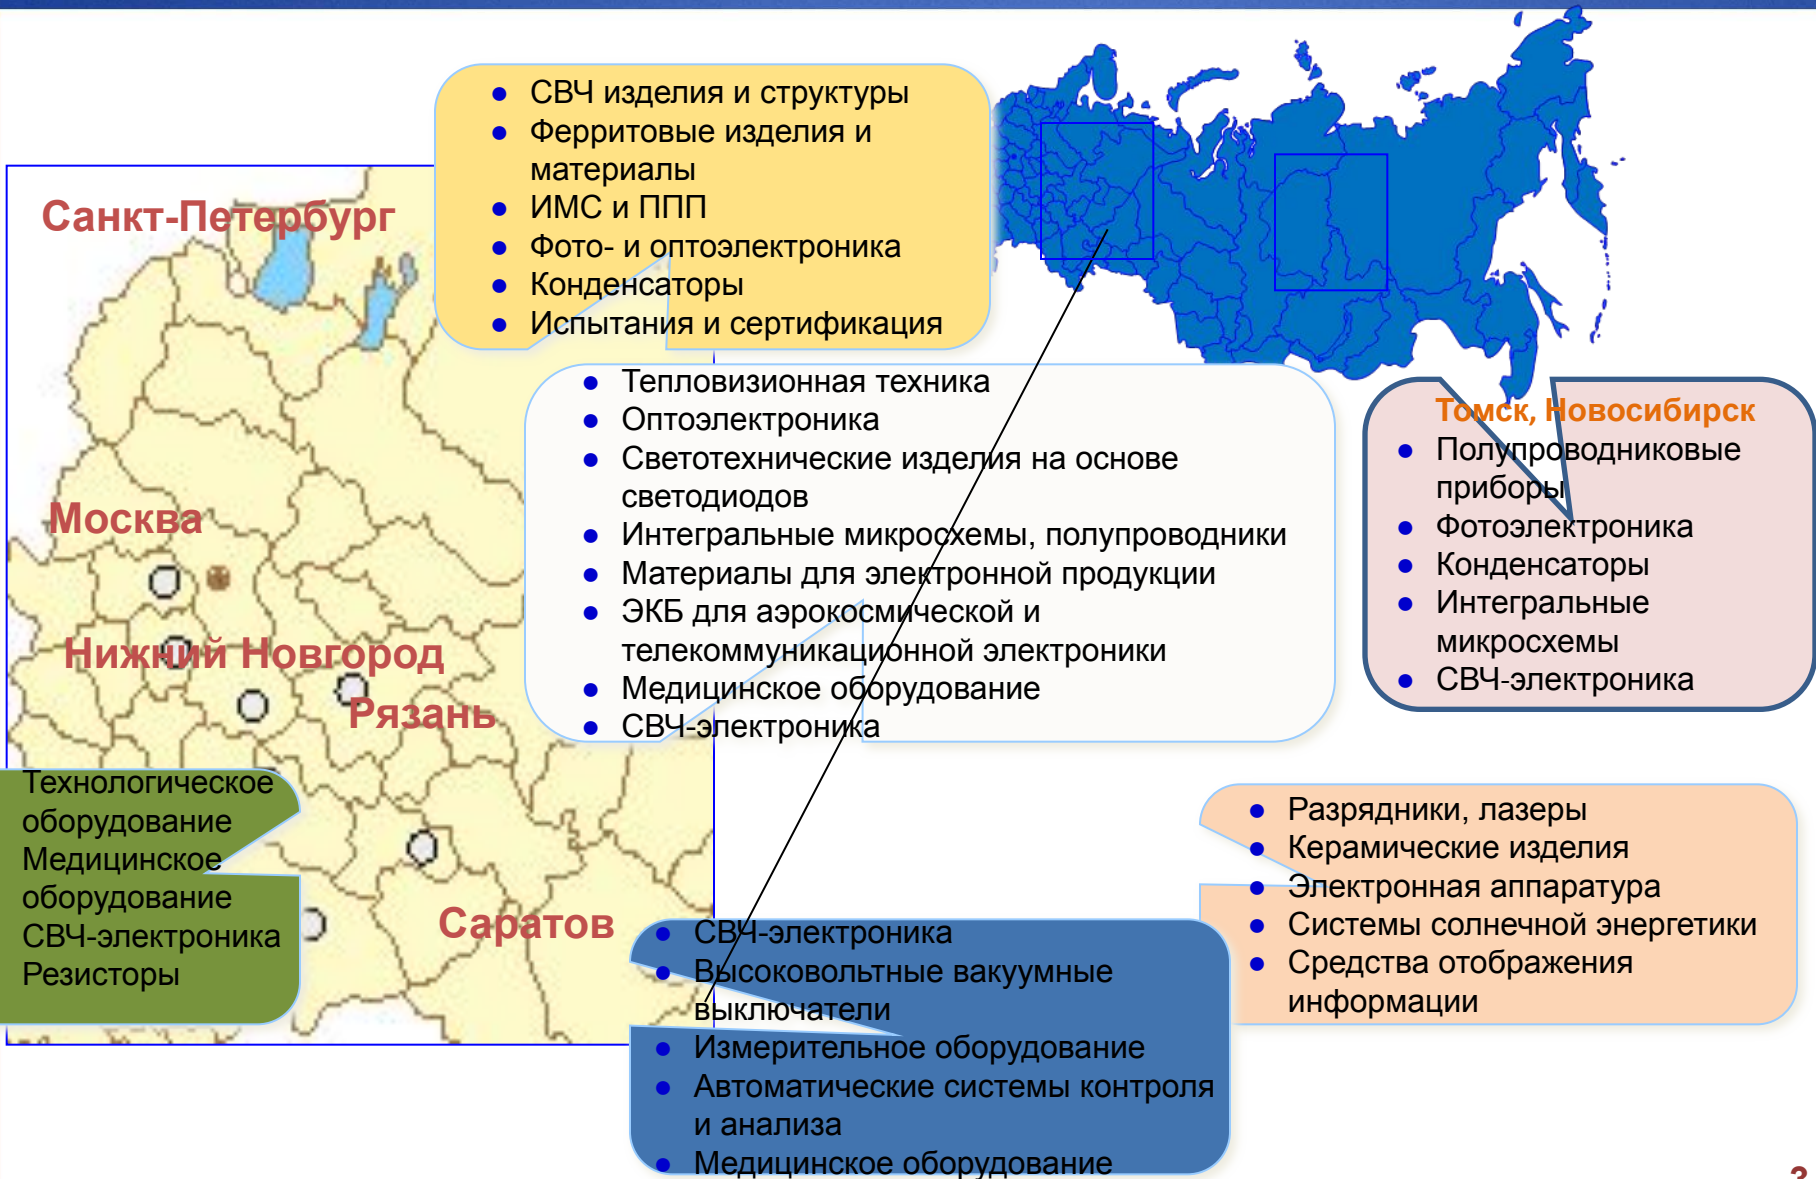 СВЧ изделия и структуры
Ферритовые изделия и
материалы
ИМС и ППП
Фото- и оптоэлектроника
Конденсаторы
Испытания и сертификация
Санкт-Петербург
Москва
Нижний Новгород
Рязань
Саратов
Тепловизионная техника
Оптоэлектроника
Светотехнические изделия на основе
светодиодов
Интегральные микросхемы, полупроводники
Материалы для электронной продукции
ЭКБ для аэрокосмической и
телекоммуникационной электроники
Медицинское оборудование
СВЧ-электроника
Томск, Новосибирск
Полупроводниковые
приборы
Фотоэлектроника
Конденсаторы
Интегральные
микросхемы
СВЧ-электроника
Технологическое
оборудование
Медицинское
оборудование
СВЧ-электроника
Резисторы
СВЧ-электроника
Высоковольтные вакуумные
выключатели
Измерительное оборудование
Автоматические системы контроля
и анализа
Медицинское оборудование
Разрядники, лазеры
Керамические изделия
Электронная аппаратура
Системы солнечной энергетики
Средства отображения
информации
3